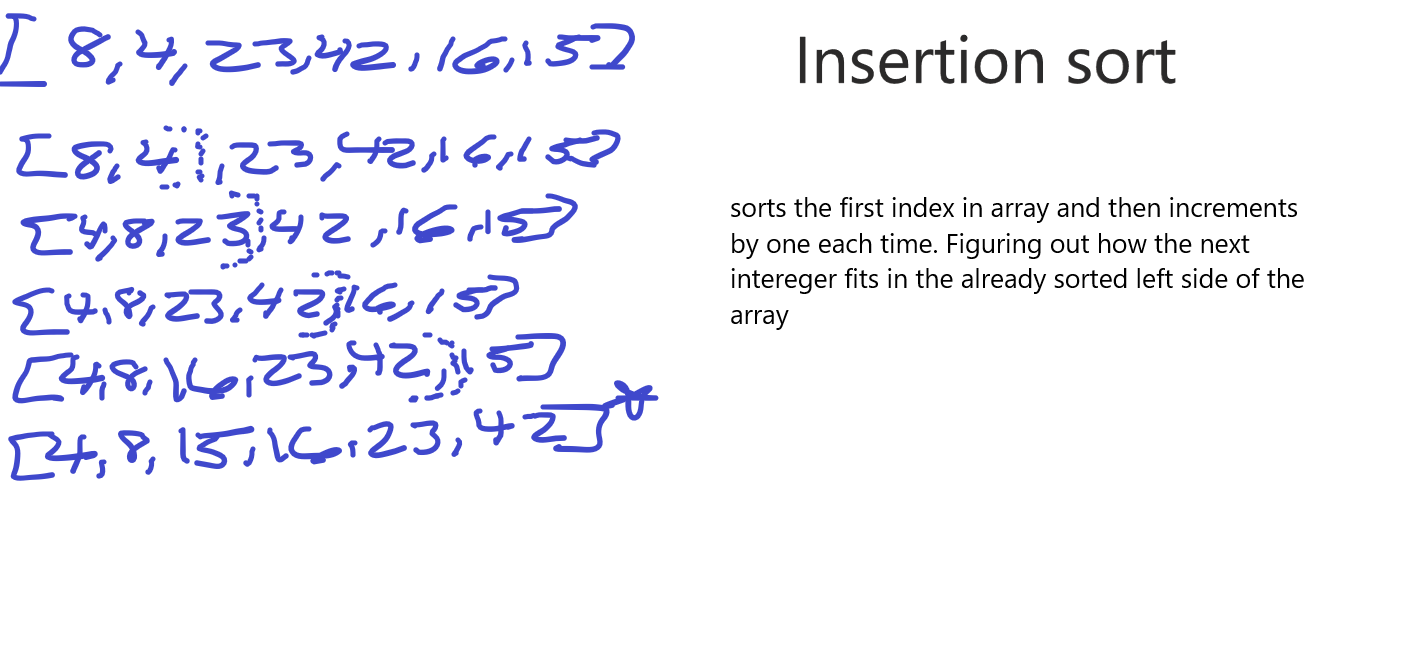 [ 8, 4, 23, 42, 16, 15]
Insertion sort
[8, 4, 23, 42, 16, 15]
[4, 8, 23, 42, 16, 15]
[4, 8, 23, 42, 16, 15]
[4, 8, 16, 23, 42, 15]
[4, 8, 15, 16, 23, 42]
sorts the first index in array and then increments
by one each time. Figuring out how the next
intereger fits in the already sorted left side of the
array